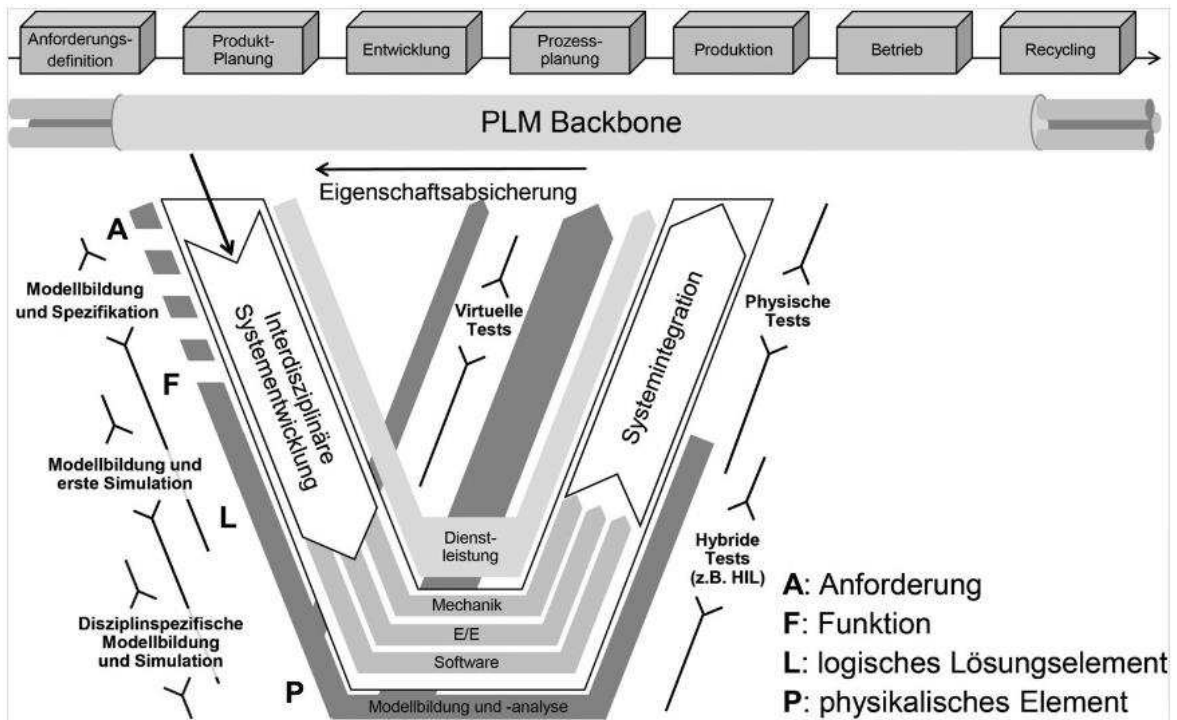 Anforderungs-
definition
Produkt-
Planung
Entwicklung
Prozess-
planung
Produktion
Betrieb
Recycling
PLM Backbone
Eigenschaftsabsicherung
A
Modellbildung
und Spezifikation
F
Modellbildung und
erste Simulation
L
Disziplinspezifische
Modellbildung
und Simulation
P
Interdisziplinäre
Systementwicklung
Virtuelle
Tests
Systemintegration
Physische
Tests
Hybride
Tests
(z.B. HIL)
Dienst-
leistung
Mechanik
E/E
Software
Modellbildung und -analyse
A: Anforderung
F: Funktion
L: logisches Lösungselement
P: physikalisches Element